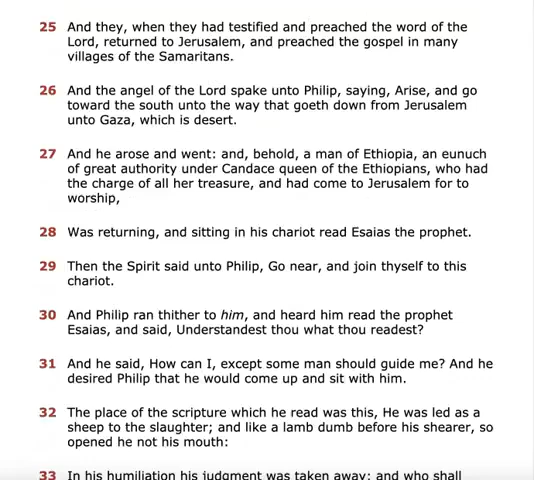 25 And they, when they had testified and preached the word of the
Lord, returned to Jerusalem, and preached the gospel in many
villages of the Samaritans.
26 And the angel of the Lord spake unto Philip, saying, Arise, and go
toward the south unto the way that goeth down from Jerusalem
unto Gaza, which is desert.
27 And he arose and went: and, behold, a man of Ethiopia, an eunuch
of great authority under Candace queen of the Ethiopians, who had
the charge of all her treasure, and had come to Jerusalem for to
worship,
28 Was returning, and sitting in his chariot read Esaias the prophet.
29 Then the Spirit said unto Philip, Go near, and join thyself to this
chariot.
30 And Philip ran thither to him, and heard him read the prophet
Esaias, and said, Understandest thou what thou readest?
31 And he said, How can I, except some man should guide me? And he
desired Philip that he would come up and sit with him.
32 The place of the scripture which he read was this, He was led as a
sheep to the slaughter; and like a lamb dumb before his shearer, so
opened he not his mouth:
33 In his humiliation his judgment was taken away: and who shall